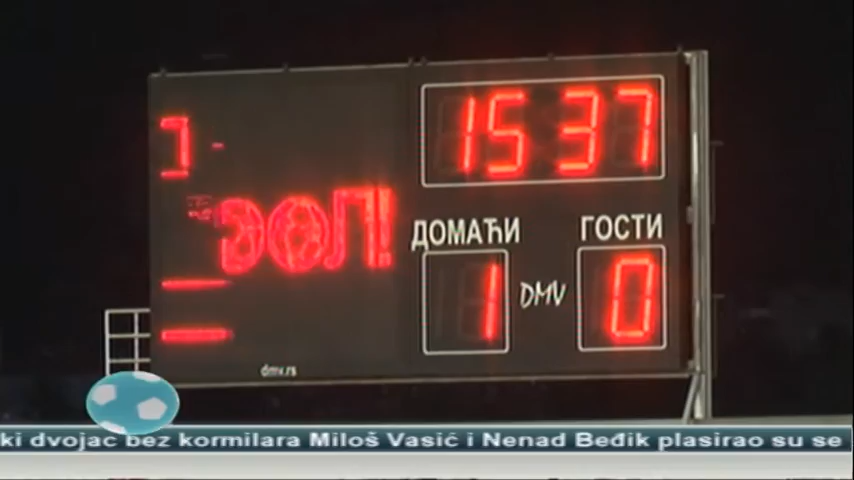 15 37
ДОМАЋИ ГОСТИ
1 DMV 0
dmv.rs
ki dvojac bez kormilara Miloš Vasić i Nenad Beđik plasirao su se